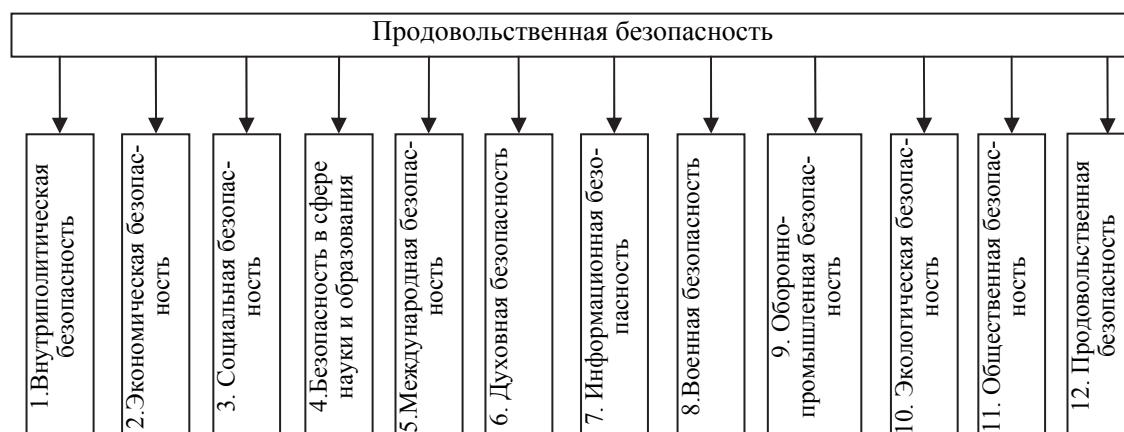 Продовольственная безопасность
1.Внутриполитическая
безопасность
2.Экономическая безопас-
ность
3. Социальная безопас-
ность
4.Безопасность в сфере
науки и образования
5.Международная безопас-
ность
6. Духовная безопасность
7. Информационная безо-
пасность
8.Военная безопасность
9. Оборонно-
промышленная безопас-
ность
10. Экологическая безопас-
ность
11. Общественная безопас-
ность
12. Продовольственная
безопасность